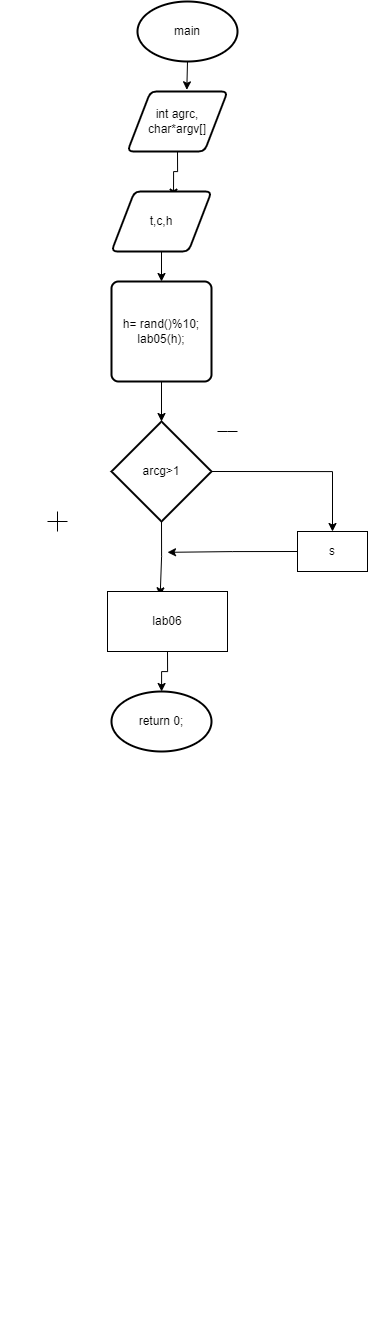 main
int agrc,
char*argv[]
t,c,h
h= rand()%10;
lab05(h);
arcg>1
s
lab06
return 0;